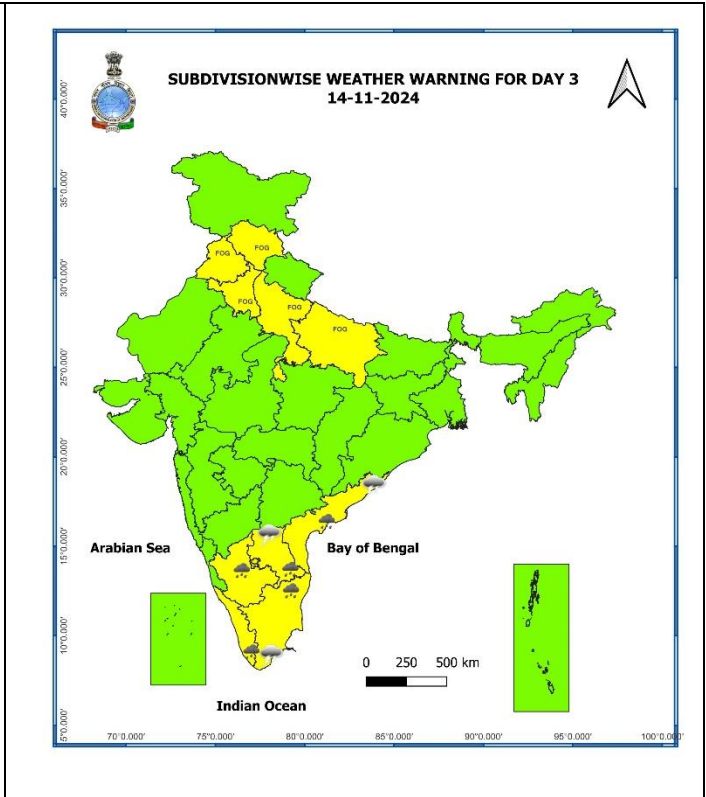 SUBDIVISIONWISE WEATHER WARNING FOR DAY 3
14-11-2024
40°0.000'
35°0.000'
30°0.000'
25°0.000'
20°0.000'
15°0.000'
10°0.000'
5°0.000'
FOG
FOG
FOG
FOG
FOG
Arabian Sea
Bay of Bengal
0 250 500 km
Indian Ocean
70°0.000' 75°0.000' 80°0.000' 85°0.000' 90°0.000' 95°0.000' 100°0.000'